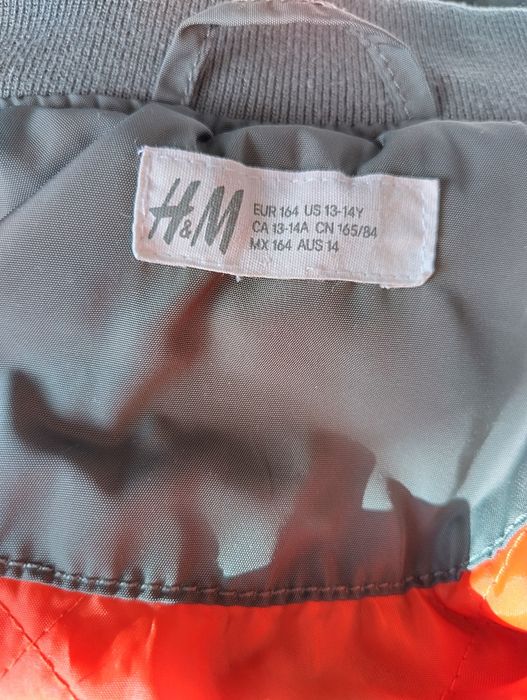 H&M
EUR 164 US 13-14Y
CA 13-14A CN 165/84
MX 164 AUS 14